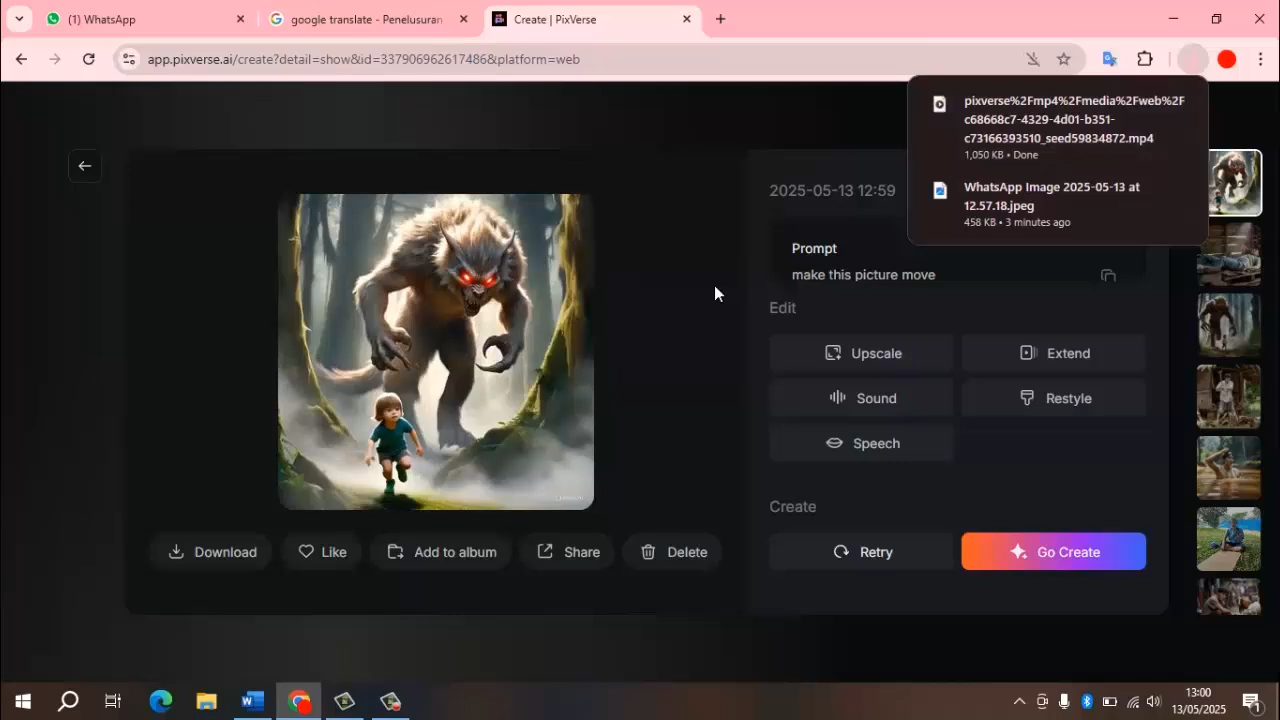 (1) WhatsApp
google translate - Penelusuran
Create | PixVerse
app.pixverse.ai/create?detail=show&id=337906962617486&platform=web
pixverse%2Fmp4%2Fmedia%2Fweb%2F
c68668c7-4329-4d01-b351-
c73166393510_seed59834872.mp4
1,050 KB • Done
WhatsApp Image 2025-05-13 at
12.57.18.jpeg
458 KB • 3 minutes ago
2025-05-13 12:59
Prompt
make this picture move
Edit
Upscale
Extend
Sound
Restyle
Speech
Create
Retry
Go Create
Download
Like
Add to album
Share
Delete
13:00
13/05/2025